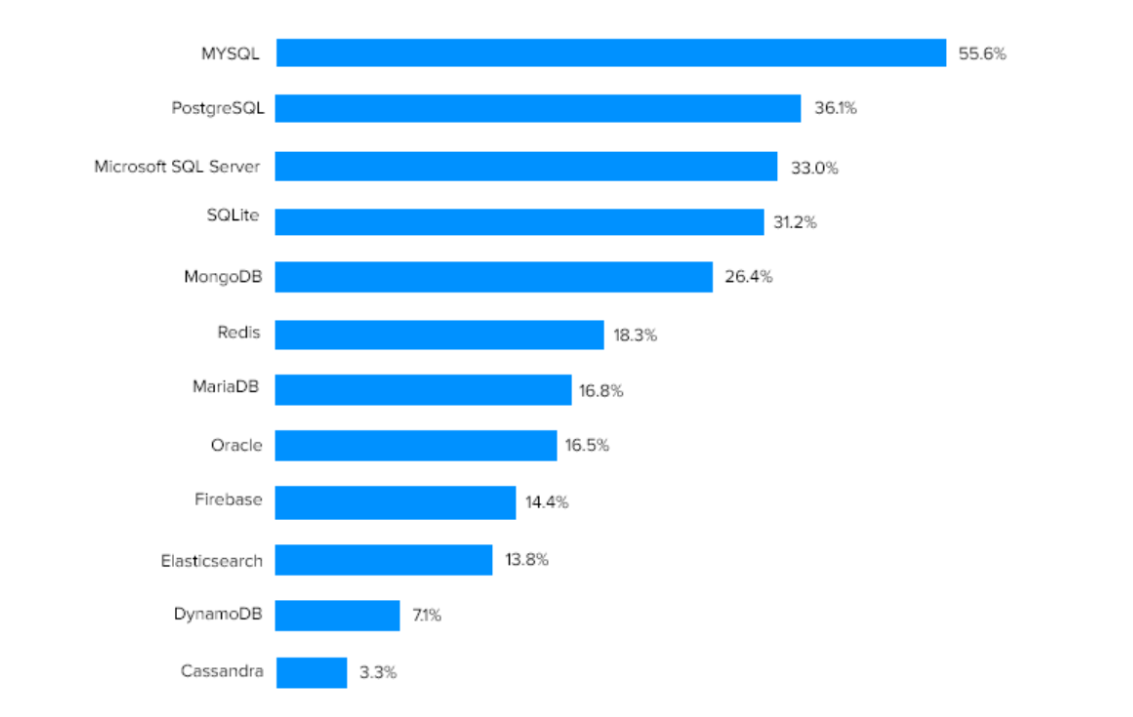 MYSQL 55.6%
PostgreSQL 36.1%
Microsoft SQL Server 33.0%
SQLite 31.2%
MongoDB 26.4%
Redis 18.3%
MariaDB 16.8%
Oracle 16.5%
Firebase 14.4%
Elasticsearch 13.8%
DynamoDB 7.1%
Cassandra 3.3%